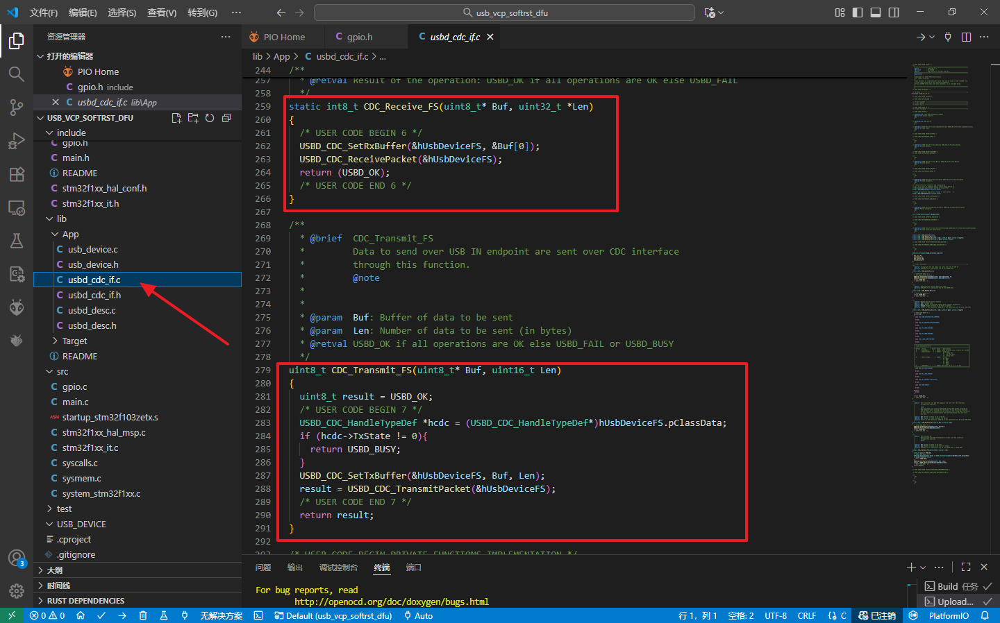 文件(F) 编辑(E) 选择(S) 查看(V) 转到(G) ··· usb_vcp_softrst_dfu
资源管理器 ···
打开的编辑器
PIO Home
gpio.h include
usbd_cdc_if.c lib\App
USB_VCP_SOFTRST_DFU
include
gpio.h
main.h
README
stm32f1xx_hal_conf.h
stm32f1xx_it.h
lib
App
usb_device.c
usb_device.h
usbd_cdc_if.c
usbd_cdc_if.h
usbd_desc.c
usbd_desc.h
Target
README
src
gpio.c
main.c
ASM startup_stm32f103zetx.s
stm32f1xx_hal_msp.c
stm32f1xx_it.c
syscalls.c
sysmem.c
system_stm32f1xx.c
test
USB_DEVICE
.cproject
.gitignore
大纲
时间线
RUST DEPENDENCIES
3
PIO Home gpio.h usbd_cdc_if.c
lib > App > C usbd_cdc_if.c > ...
244 /**
257 * @retval Result of the operation: USBD_OK if all operations are OK else USBD_FAIL
258 */
259 static int8_t CDC_Receive_FS(uint8_t* Buf, uint32_t *Len)
260 {
261 /* USER CODE BEGIN 6 */
262 USBD_CDC_SetRxBuffer(&hUsbDeviceFS, &Buf[0]);
263 USBD_CDC_ReceivePacket(&hUsbDeviceFS);
264 return (USBD_OK);
265 /* USER CODE END 6 */
266 }
267
268 /**
269 * @brief CDC_Transmit_FS
270 * Data to send over USB IN endpoint are sent over CDC interface
271 * through this function.
272 * @note
273 *
274 *
275 * @param Buf: Buffer of data to be sent
276 * @param Len: Number of data to be sent (in bytes)
277 * @retval USBD_OK if all operations are OK else USBD_FAIL or USBD_BUSY
278 */
279 uint8_t CDC_Transmit_FS(uint8_t* Buf, uint16_t Len)
280 {
281 uint8_t result = USBD_OK;
282 /* USER CODE BEGIN 7 */
283 USBD_CDC_HandleTypeDef *hcdc = (USBD_CDC_HandleTypeDef*)hUsbDeviceFS.pClassData;
284 if (hcdc->TxState != 0){
285 return USBD_BUSY;
286 }
287 USBD_CDC_SetTxBuffer(&hUsbDeviceFS, Buf, Len);
288 result = USBD_CDC_TransmitPacket(&hUsbDeviceFS);
289 /* USER CODE END 7 */
290 return result;
291 }
292
293 /* USER CODE BEGIN PRIVATE_FUNCTIONS_IMPLEMENTATION */
问题 输出 调试控制台 终端 端口
For bug reports, read
http://openocd.org/doc/doxygen/bugs.html
Build 任务
Upload...
0 0 无解决方案 Default (usb_vcp_softrst_dfu) Auto 行 1，列 1 空格: 2 UTF-8 CRLF C 已注销 PlatformIO